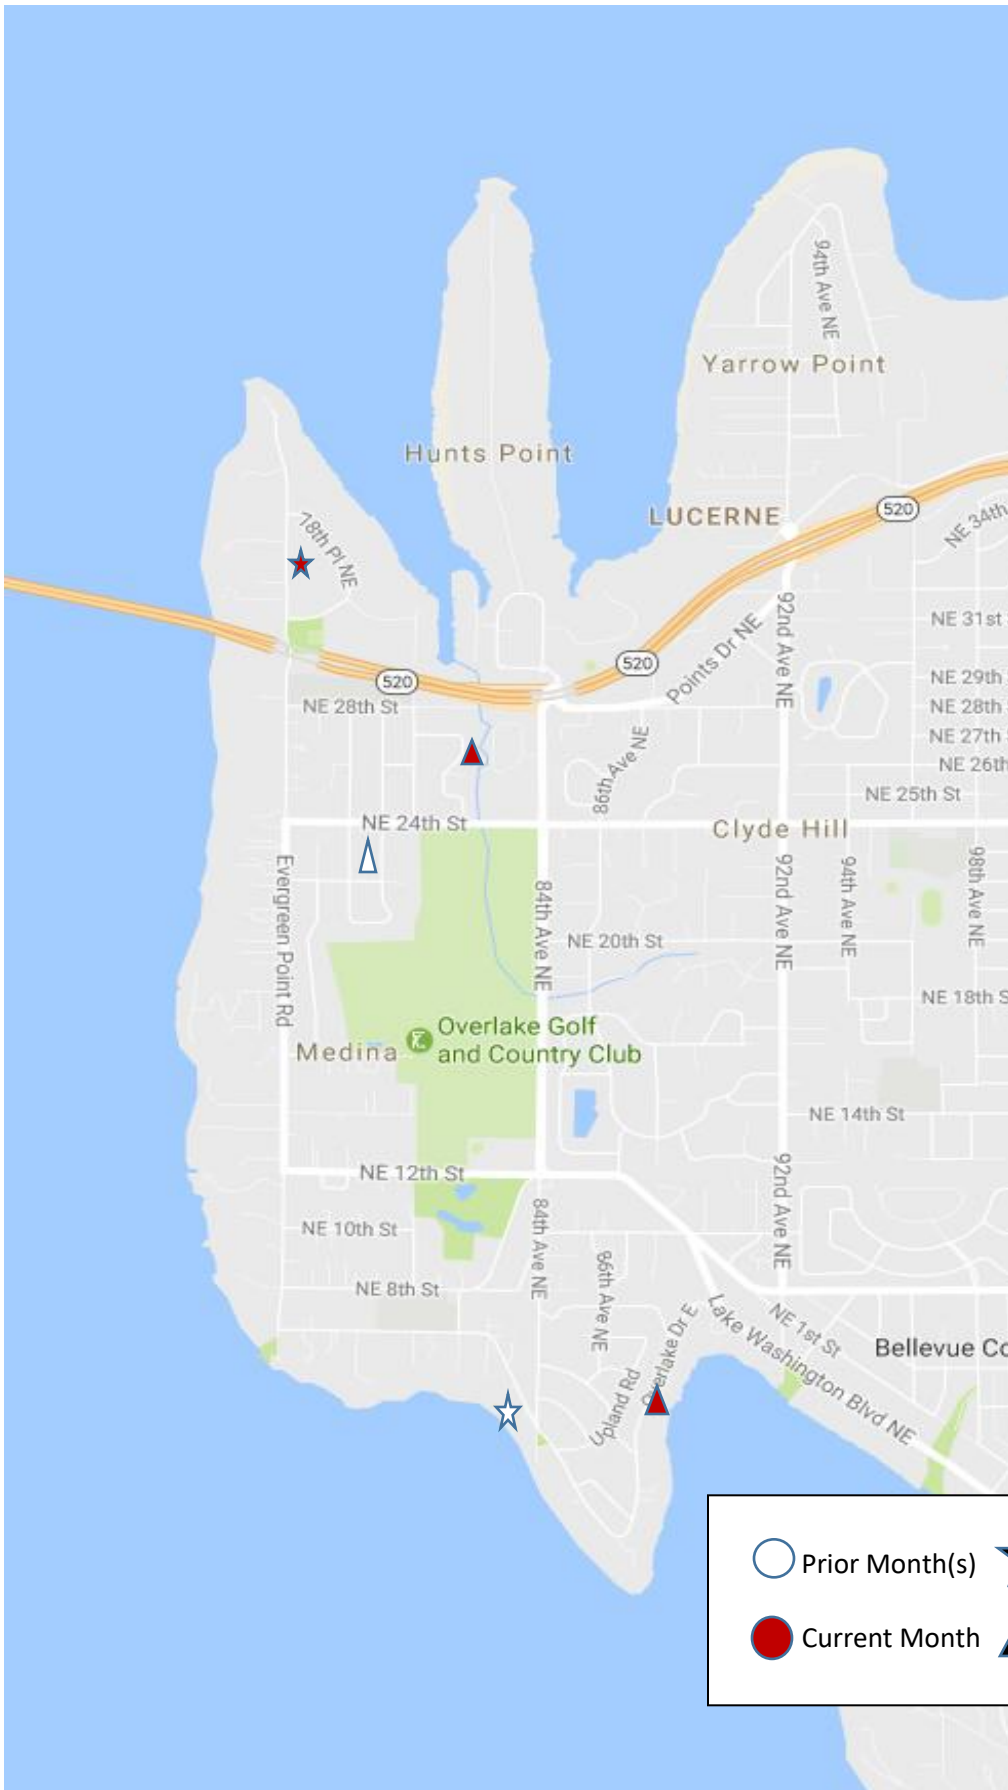 94th Ave NE
Yarrow Point
Hunts Point
LUCERNE
520
NE 34th
78th Pl NE
NE 31st
92nd Ave NE
Points Dr NE
520
520
NE 29th
NE 28th St
NE 28th
NE 27th
86th Ave NE
NE 26th
NE 25th St
NE 24th St
Clyde Hill
Evergreen Point Rd
84th Ave NE
92nd Ave NE
94th Ave NE
98th Ave NE
NE 20th St
NE 18th S
Overlake Golf
and Country Club
Medina
NE 14th St
NE 12th St
92nd Ave NE
84th Ave NE
NE 10th St
86th Ave NE
NE 8th St
Overlake Dr E
Lake Washington Blvd NE
NE 1st St
Bellevue Co
Upland Rd
Prior Month(s)
Current Month